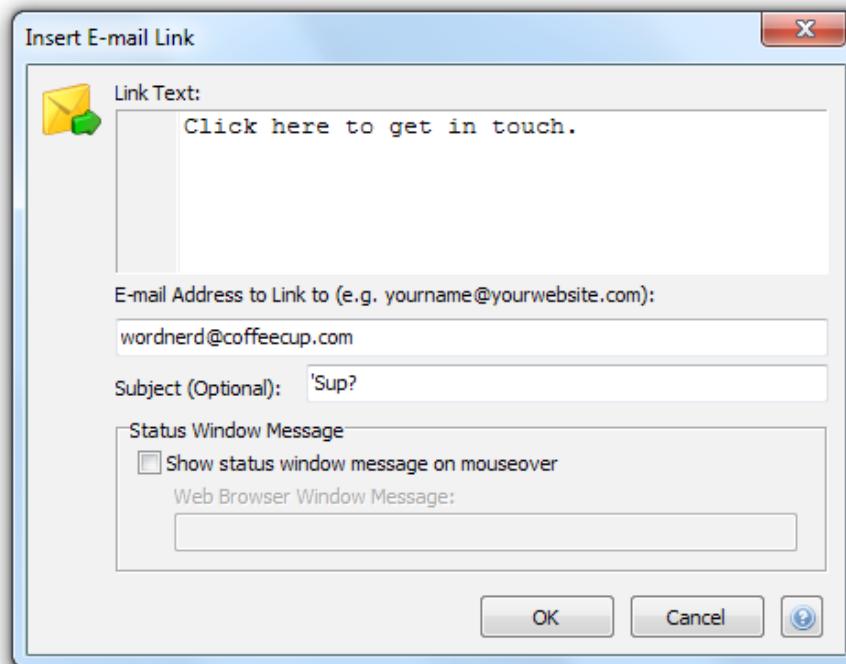 Insert E-mail Link
Link Text:
Click here to get in touch.
E-mail Address to Link to (e.g. yourname@yourwebsite.com):
wordnerd@coffeecup.com
Subject (Optional):
'Sup?
Status Window Message
Show status window message on mouseover
Web Browser Window Message:
OK
Cancel